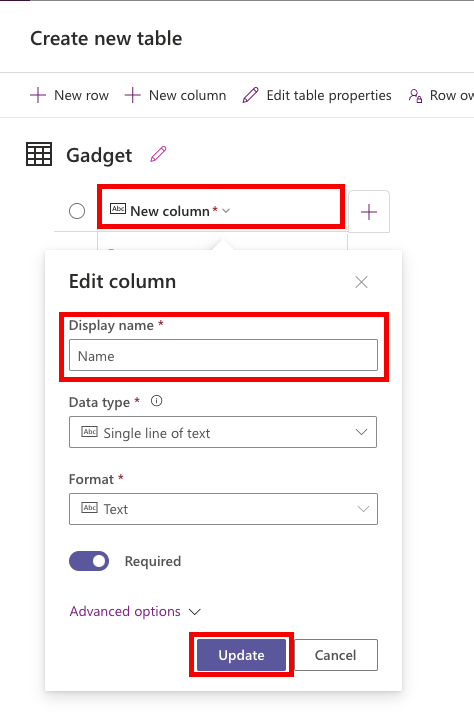 Create new table
New row New column Edit table properties Row ow
Gadget
Abc New column *
Edit column
Display name *
Name
Data type *
Abc Single line of text
Format *
Abc Text
Required
Advanced options
Update Cancel